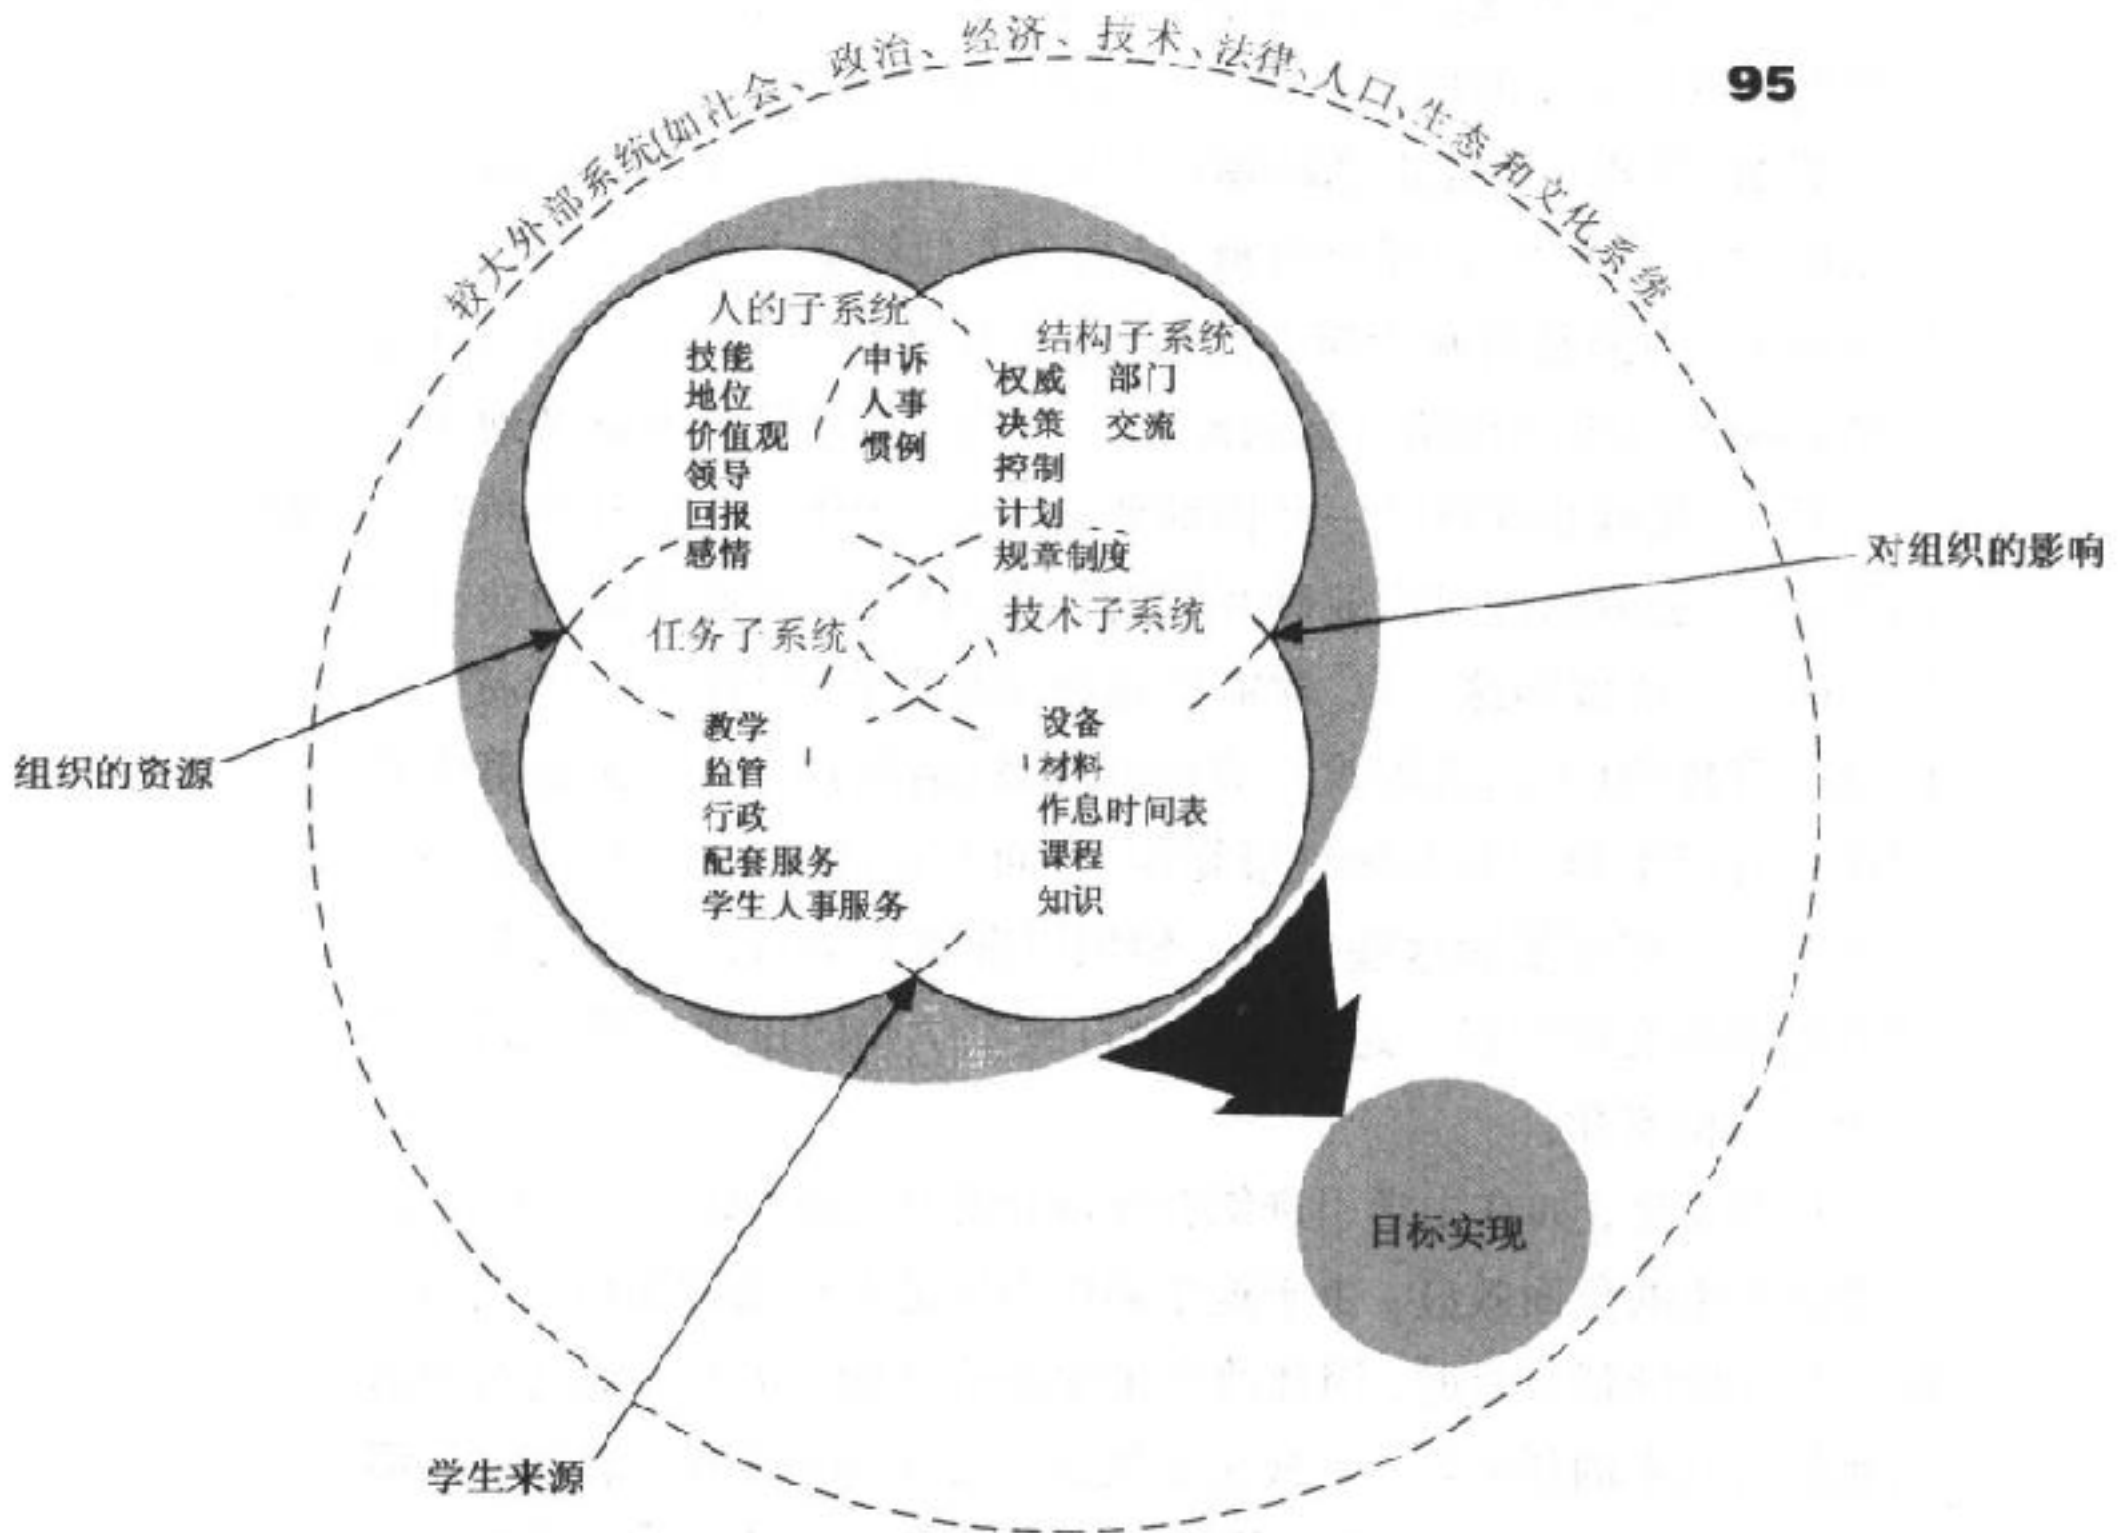 95
较大外部系统(如社会、政治、经济、技术、法律、人口、生态和文化系统
人的子系统
技能
地位
价值观
领导
回报
感情
申诉
人事
惯例
结构子系统
权威
决策
控制
计划
规章制度
部门
交流
对组织的影响
任务子系统
教学
监管
行政
配套服务
学生人事服务
技术子系统
设备
材料
作息时间表
课程
知识
组织的资源
目标实现
学生来源